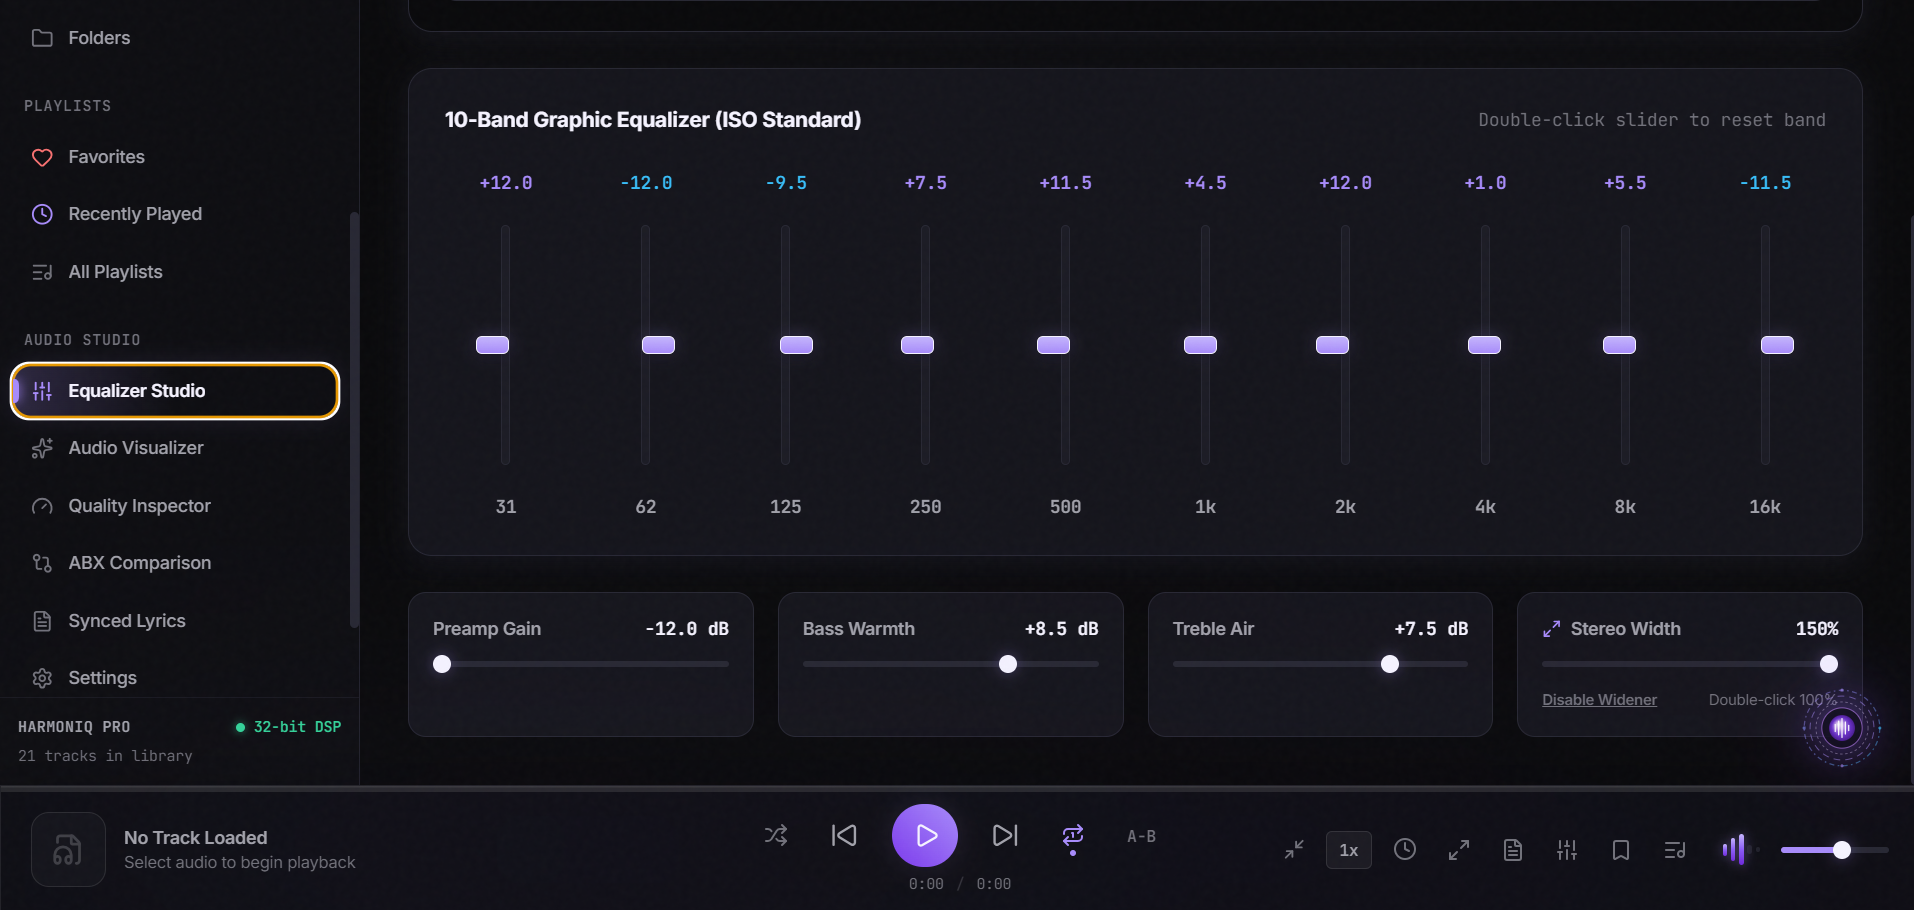 Folders
PLAYLISTS
Favorites
Recently Played
All Playlists
AUDIO STUDIO
Equalizer Studio
Audio Visualizer
Quality Inspector
ABX Comparison
Synced Lyrics
Settings
HARMONIQ PRO 32-bit DSP
21 tracks in library
10-Band Graphic Equalizer (ISO Standard) Double-click slider to reset band
+12.0 -12.0 -9.5 +7.5 +11.5 +4.5 +12.0 +1.0 +5.5 -11.5
31 62 125 250 500 1k 2k 4k 8k 16k
Preamp Gain -12.0 dB
Bass Warmth +8.5 dB
Treble Air +7.5 dB
Stereo Width 150%
Disable Widener Double-click 100%
No Track Loaded
Select audio to begin playback
A-B
0:00 / 0:00
1x